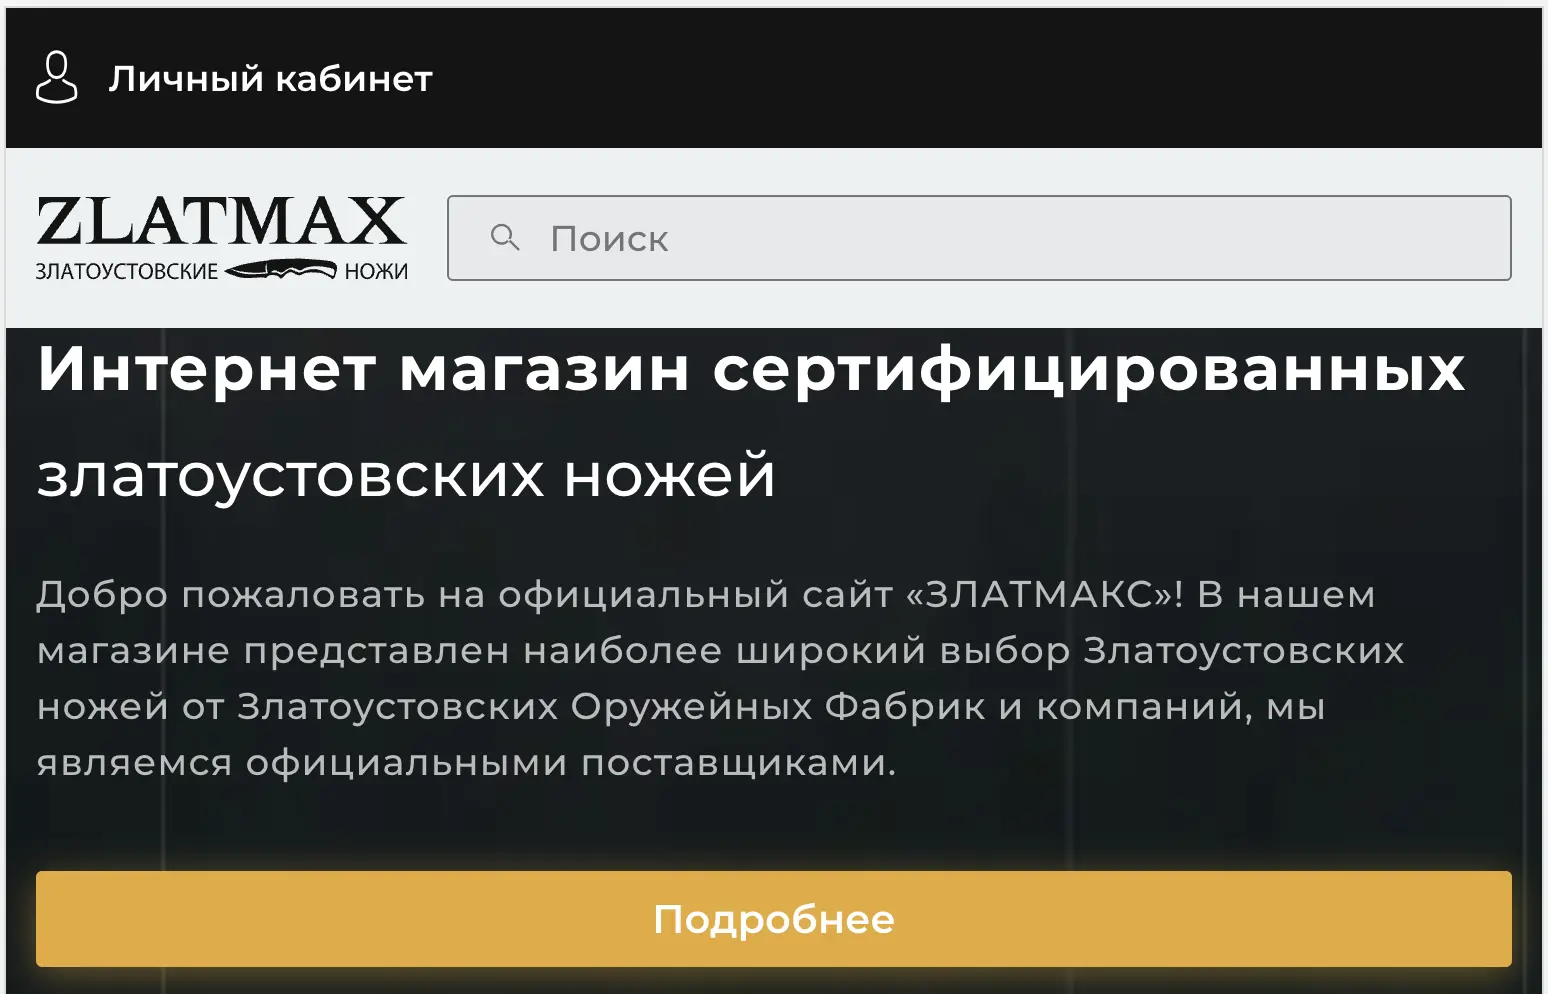 Личный кабинет
ZLATMAX
ЗЛАТОУСТОВСКИЕ НОЖИ
Поиск
Интернет магазин сертифицированных
златоустовских ножей
Добро пожаловать на официальный сайт «ЗЛАТМАКС»! В нашем
магазине представлен наиболее широкий выбор Златоустовских
ножей от Златоустовских Оружейных Фабрик и компаний, мы
являемся официальными поставщиками.
Подробнее